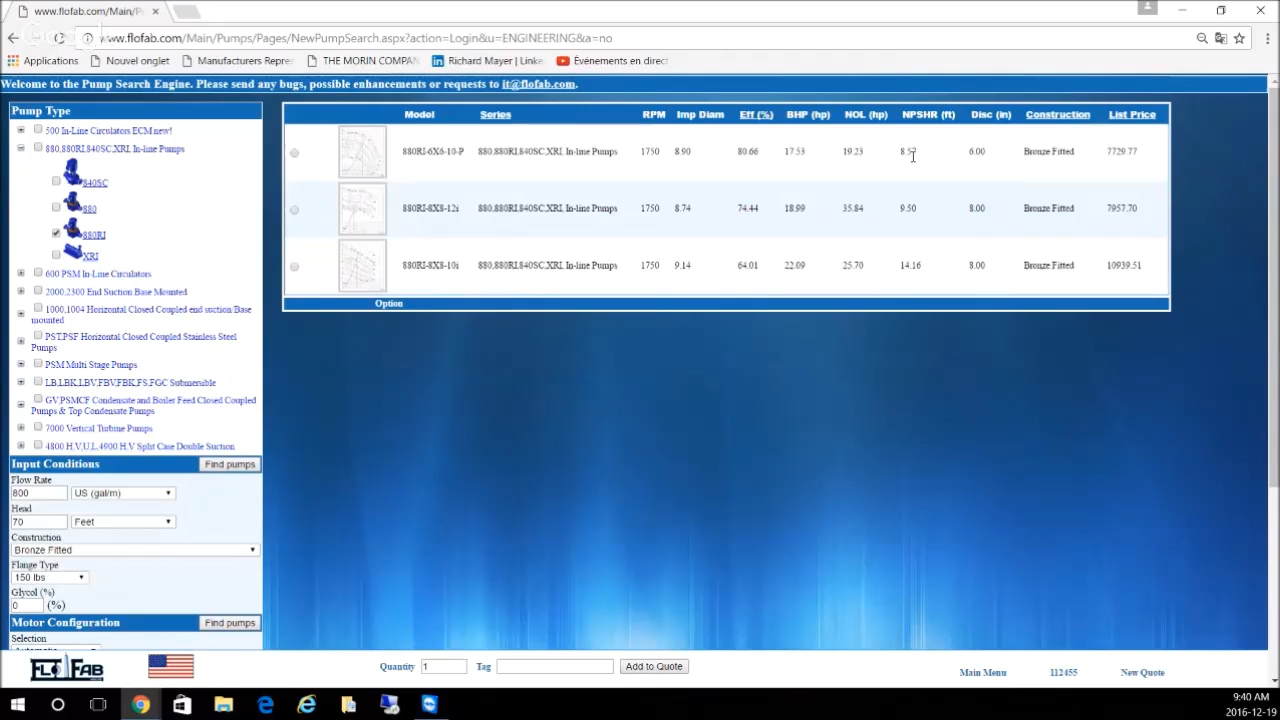 www.flofab.com/Main/P
www.flofab.com/Main/Pumps/Pages/NewPumpSearch.aspx?action=Login&u=ENGINEERING&a=no
Applications Nouvel onglet Manufacturers Repres THE MORIN COMPAN Richard Mayer | Linke Événements en direct
Welcome to the Pump Search Engine. Please send any bugs, possible enhancements or requests to it@flofab.com.
Pump Type
500 In-Line Circulators ECM new!
880,880RI,840SC,XRI, In-line Pumps
840SC
880
880RI
XRI
600 PSM In-Line Circulators
2000,2300 End Suction Base Mounted
1000,1004 Horizontal Closed Coupled end suction/Base
mounted
PST,PSF Horizontal Closed Coupled Stainless Steel
Pumps
PSM Multi Stage Pumps
LB,LBK,LBV,FBV,FBK,FS,FGC Submersible
GV,PSMCF Condensate and Boiler Feed Closed Coupled
Pumps & Top Condensate Pumps
7000 Vertical Turbine Pumps
4800 H,V,U,L,4900 H,V Split Case Double Suction
Input Conditions Find pumps
Flow Rate
800 US (gal/m)
Head
70 Feet
Construction
Bronze Fitted
Flange Type
150 lbs
Glycol (%)
0 (%)
Motor Configuration Find pumps
Selection
Model Series RPM Imp Diam Eff (%) BHP (hp) NOL (hp) NPSHR (ft) Disc (in) Construction List Price
880RI-6X6-10-P 880,880RI,840SC,XRI, In-line Pumps 1750 8.90 80.66 17.53 19.23 6.00 Bronze Fitted 7729.77
880RI-8X8-12i 880,880RI,840SC,XRI, In-line Pumps 1750 8.74 74.44 18.99 35.84 9.50 8.00 Bronze Fitted 7957.70
880RI-8X8-10i 880,880RI,840SC,XRI, In-line Pumps 1750 9.14 64.01 22.09 25.70 14.16 8.00 Bronze Fitted 10939.51
Option
FLO FAB
Quantity 1 Tag Add to Quote
Main Menu 112455 New Quote
9:40 AM
2016-12-19